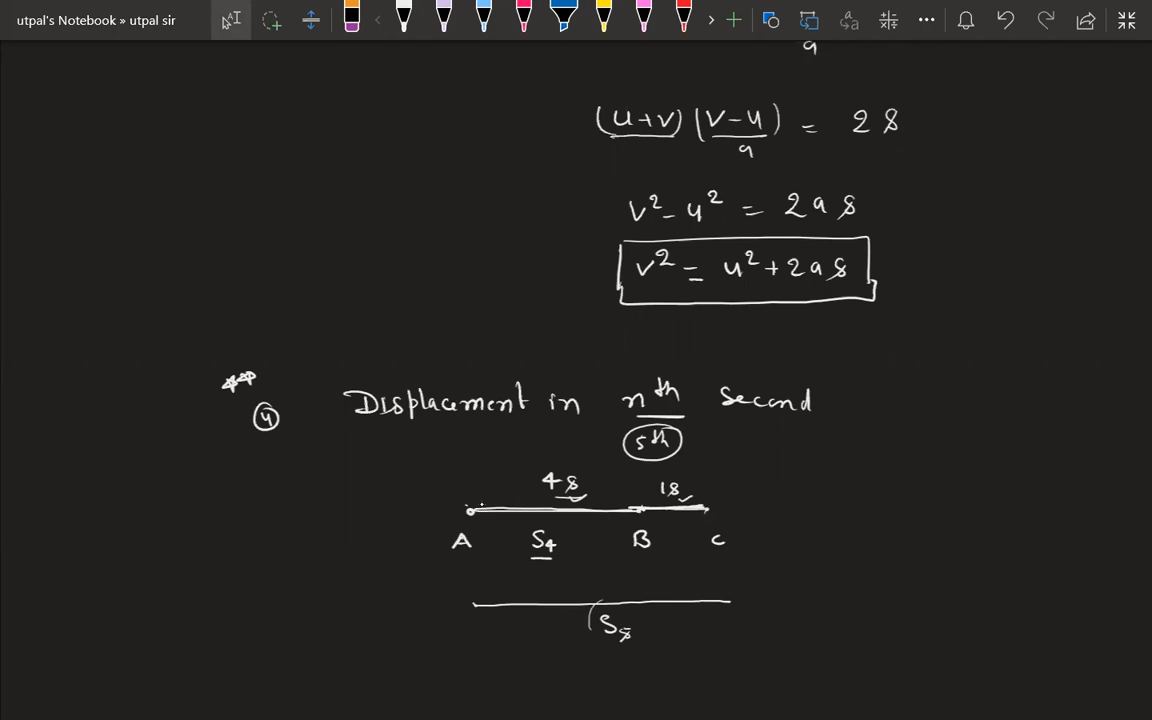 utpal's Notebook » utpal sir
a
(u+v) (v-u)/a = 2s
v² - u² = 2as
v² = u² + 2as
** ④ Displacement in nth second
5th
4s 1s
A S₄ B C
S₅